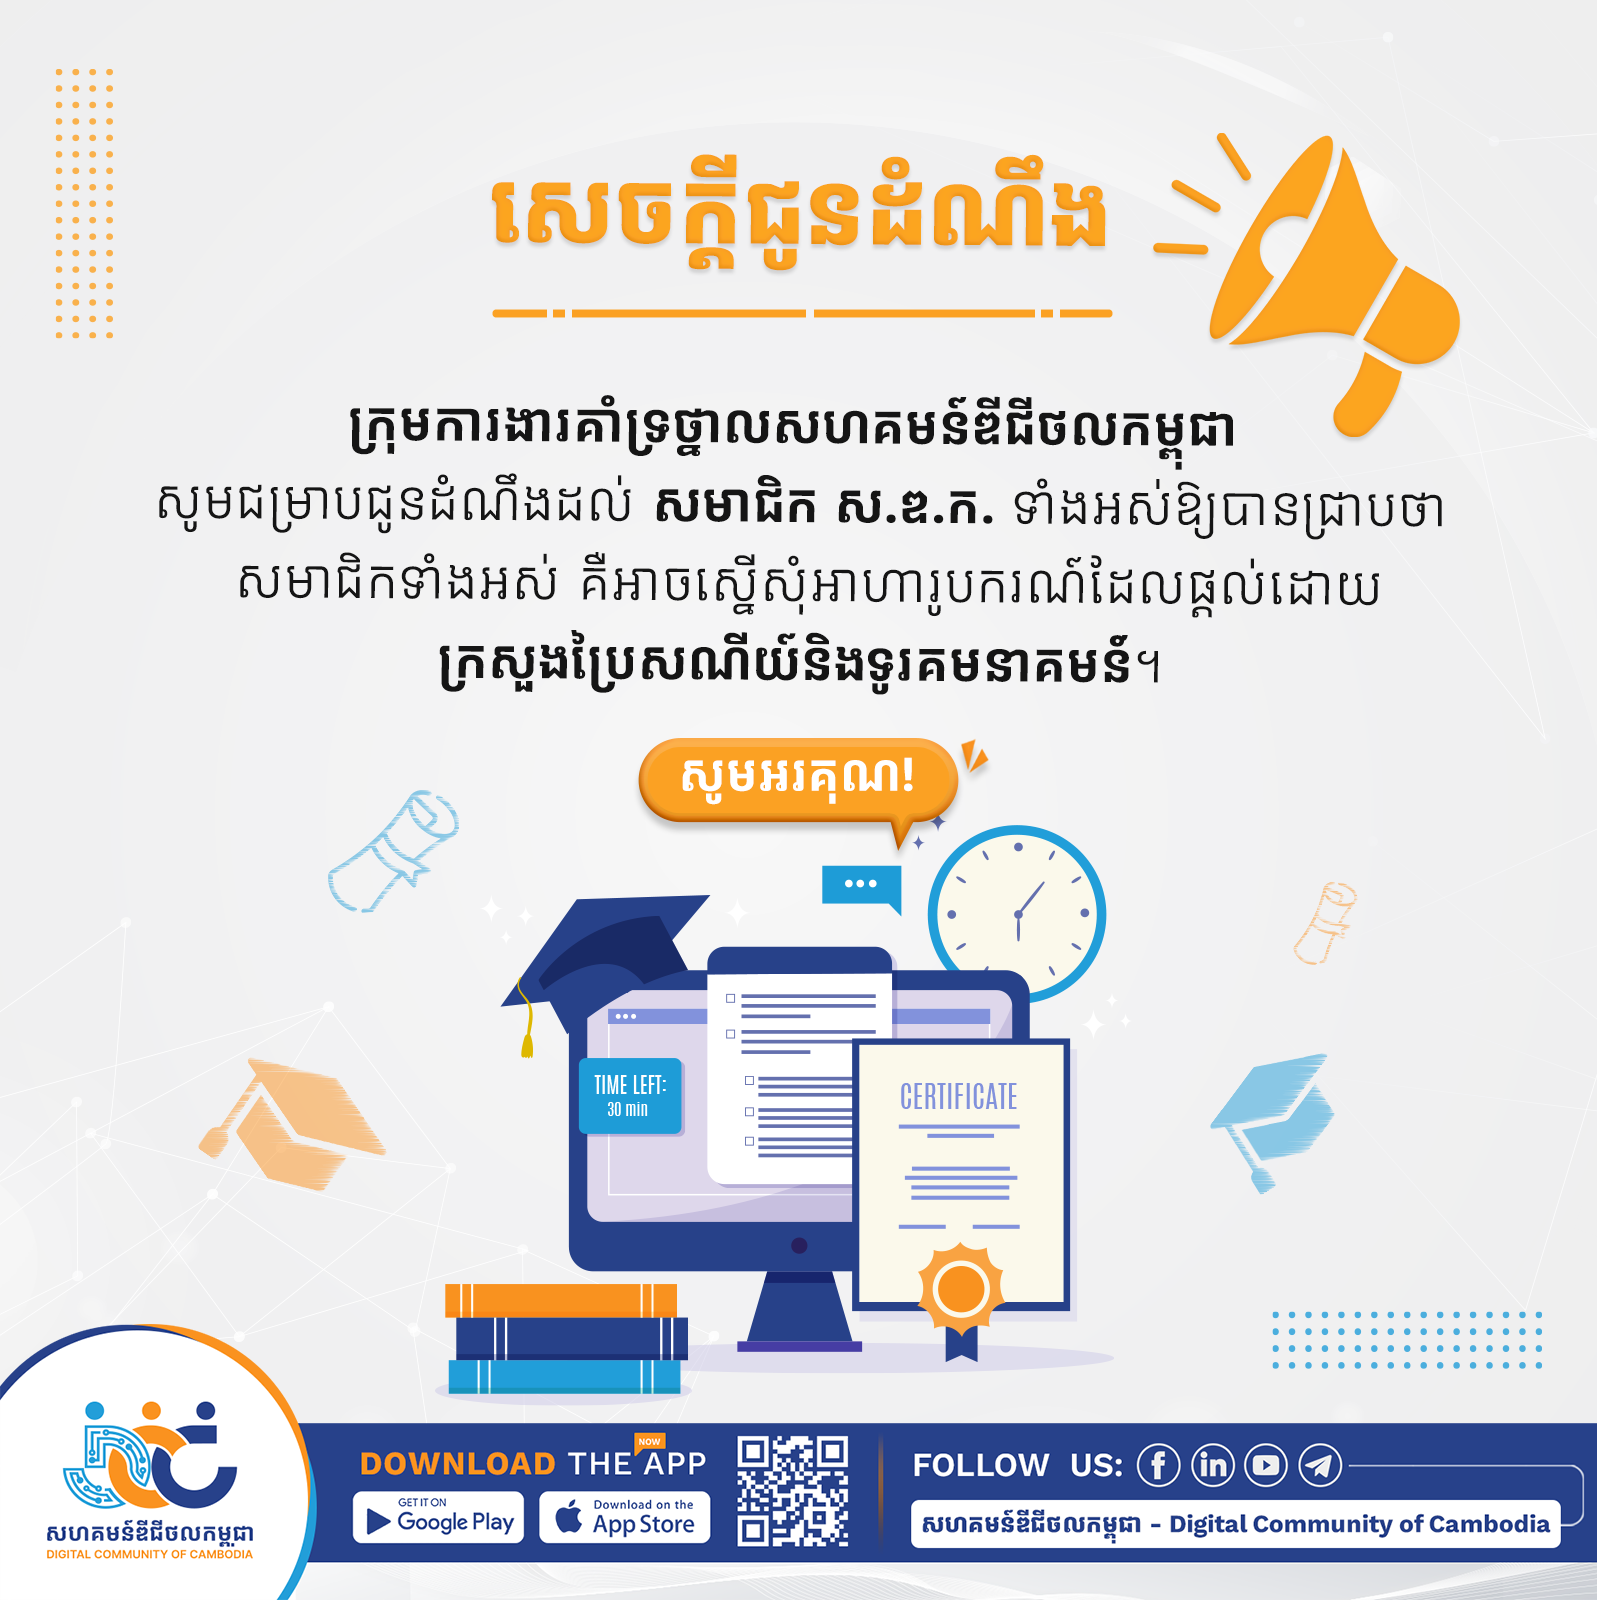 សេចក្តីជូនដំណឹង
ក្រុមការងារគាំទ្រថ្នាលសហគមន៍ឌីជីថលកម្ពុជា
សូមជម្រាបជូនដំណឹងដល់ សមាជិក ស.ឌ.ក. ទាំងអស់ឱ្យបានជ្រាបថា
សមាជិកទាំងអស់ គឺអាចស្នើសុំអាហារូបករណ៍ដែលផ្តល់ដោយ
ក្រសួងប្រៃសណីយ៍និងទូរគមនាគមន៍។
សូមអរគុណ!
TIME LEFT:
30 min
CERTIFICATE
សហគមន៍ឌីជីថលកម្ពុជា
DIGITAL COMMUNITY OF CAMBODIA
NOW
DOWNLOAD THE APP
GET IT ON
Google Play
Download on the
App Store
FOLLOW US:
សហគមន៍ឌីជីថលកម្ពុជា - Digital Community of Cambodia